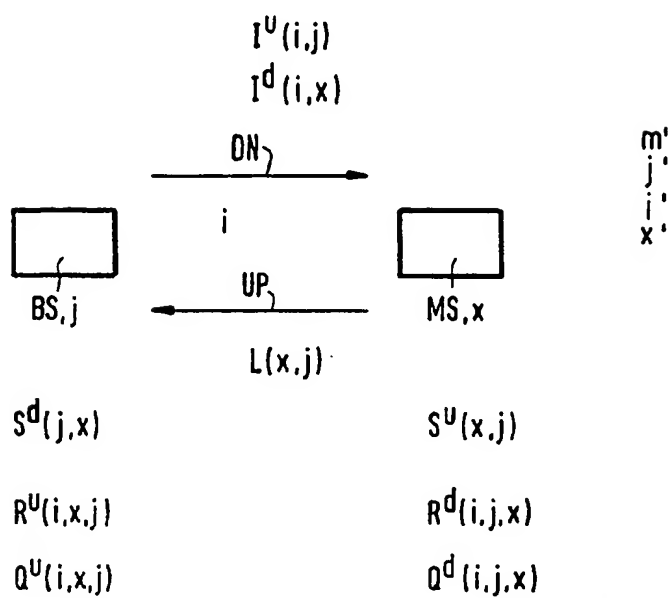 I^u(i,j)
I^d(i,x)
DN
m'
j'
i'
x'
i
UP
BS,j
MS,x
L(x,j)
S^d(j,x)
S^u(x,j)
R^u(i,x,j)
R^d(i,j,x)
Q^u(i,x,j)
Q^d(i,j,x)